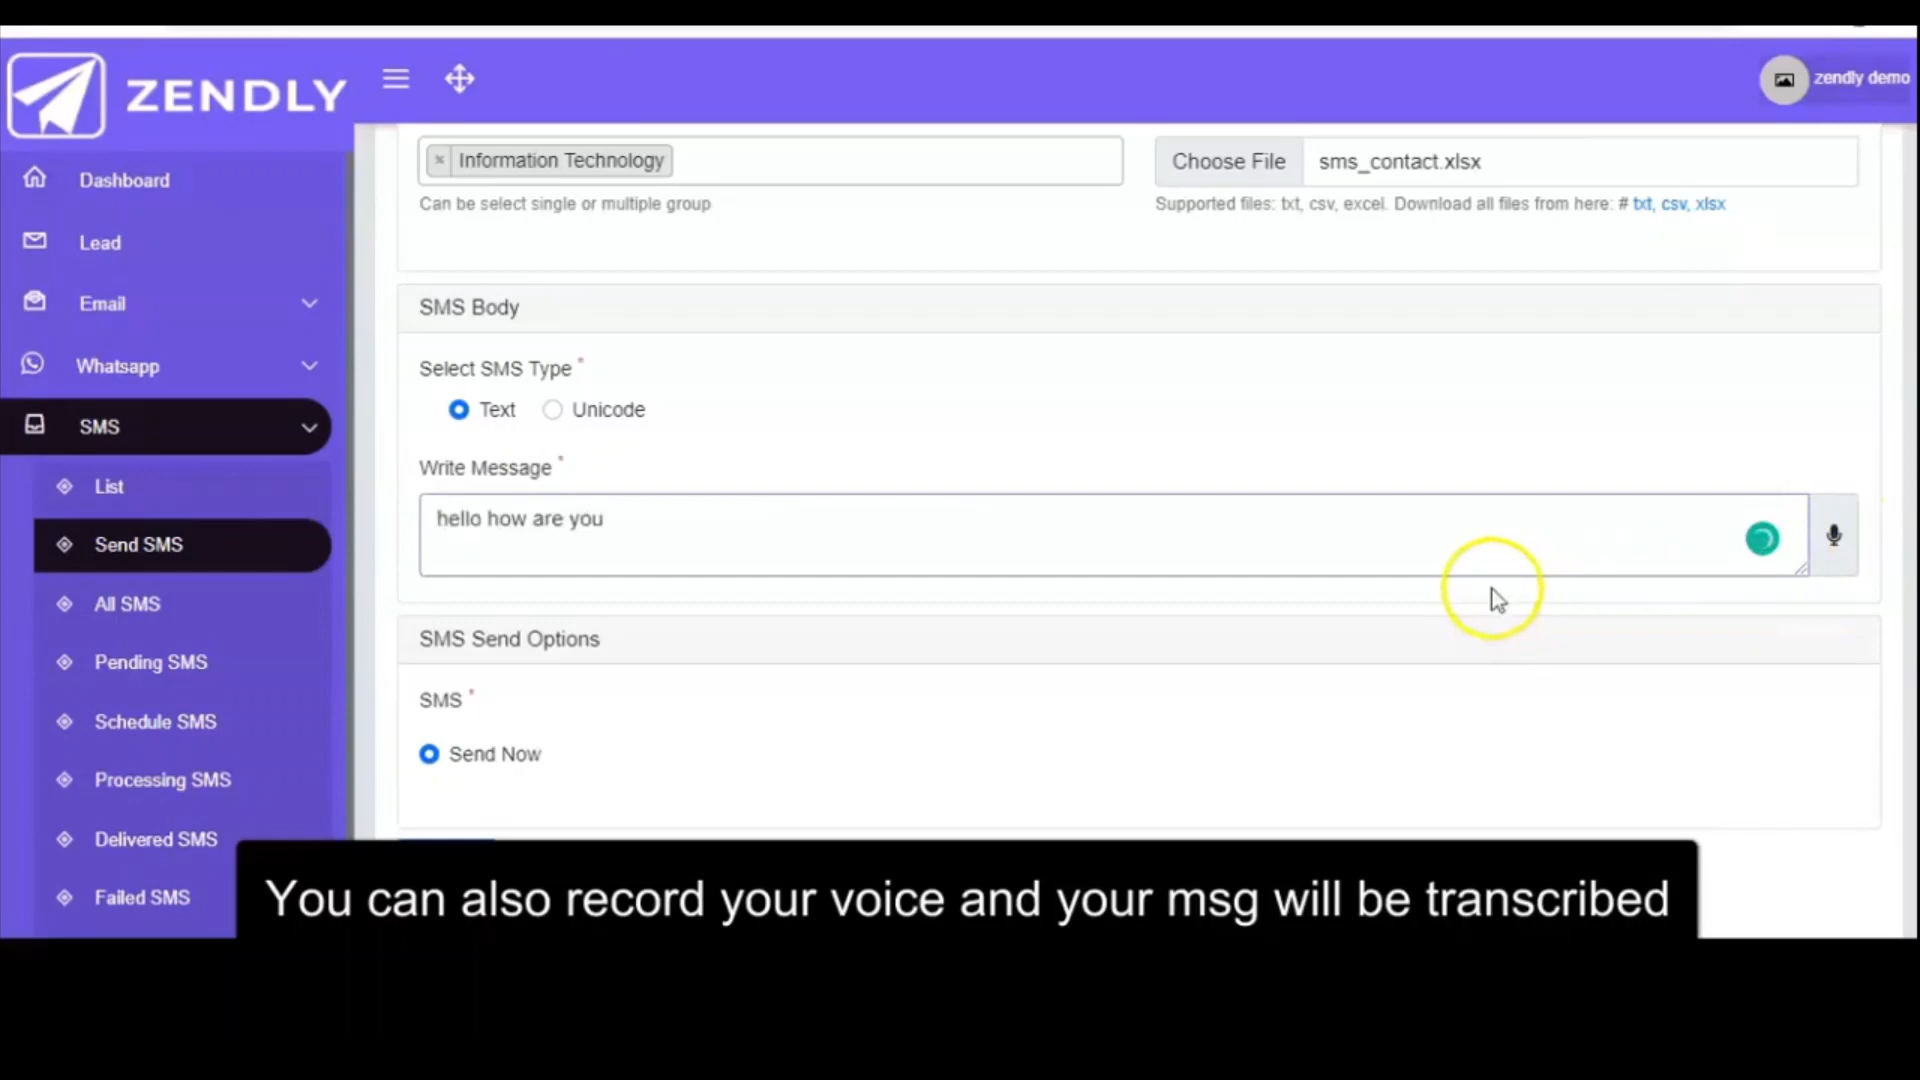 ZENDLY
zendly demo
Dashboard
Lead
Email
Whatsapp
SMS
List
Send SMS
All SMS
Pending SMS
Schedule SMS
Processing SMS
Delivered SMS
Failed SMS
× Information Technology
Can be select single or multiple group
Choose File sms_contact.xlsx
Supported files: txt, csv, excel. Download all files from here: # txt, csv, xlsx
SMS Body
Select SMS Type *
Text Unicode
Write Message *
hello how are you
SMS Send Options
SMS *
Send Now
You can also record your voice and your msg will be transcribed